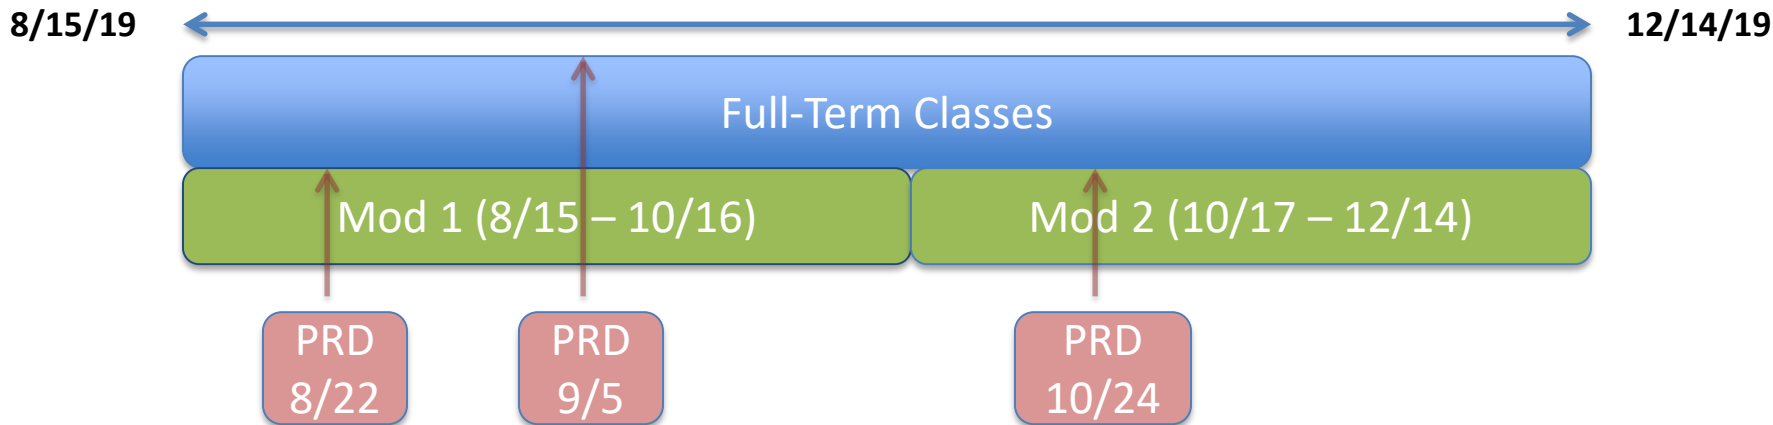 8/15/19
12/14/19
Full-Term Classes
Mod 1 (8/15 – 10/16)
Mod 2 (10/17 – 12/14)
PRD
8/22
PRD
9/5
PRD
10/24